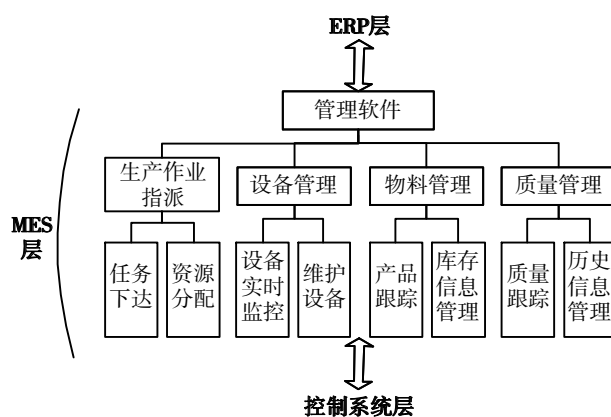 ERP层
管理软件
生产作业
指派
设备管理
物料管理
质量管理
MES
层
任务
下达
资源
分配
设备
实时
监控
维护
设备
产品
跟踪
库存
信息
管理
质量
跟踪
历史
信息
管理
控制系统层